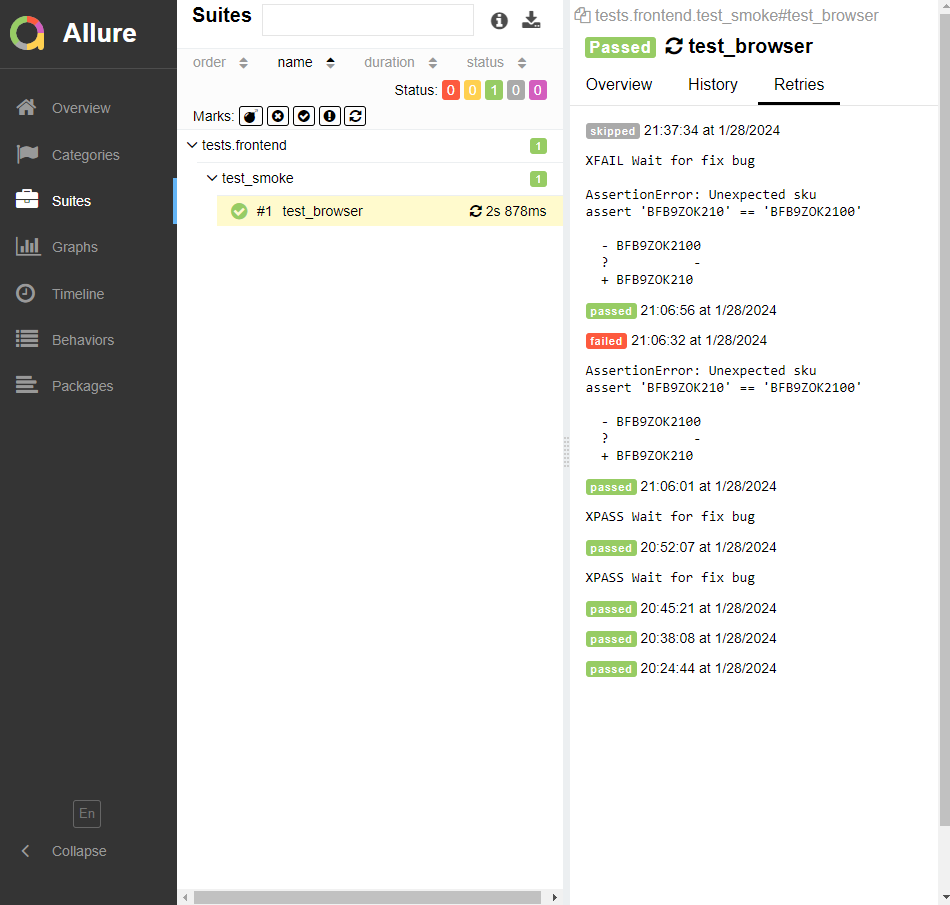 Allure
Overview
Categories
Suites
Graphs
Timeline
Behaviors
Packages
En
Collapse
Suites
order name duration status
Status: 0 0 1 0 0
Marks:
tests.frontend 1
test_smoke 1
#1 test_browser 2s 878ms
tests.frontend.test_smoke#test_browser
Passed test_browser
Overview History Retries
skipped 21:37:34 at 1/28/2024
XFAIL Wait for fix bug
AssertionError: Unexpected sku
assert 'BFB9ZOK210' == 'BFB9ZOK2100'
- BFB9ZOK2100
? -
+ BFB9ZOK210
passed 21:06:56 at 1/28/2024
failed 21:06:32 at 1/28/2024
AssertionError: Unexpected sku
assert 'BFB9ZOK210' == 'BFB9ZOK2100'
- BFB9ZOK2100
? -
+ BFB9ZOK210
passed 21:06:01 at 1/28/2024
XPASS Wait for fix bug
passed 20:52:07 at 1/28/2024
XPASS Wait for fix bug
passed 20:45:21 at 1/28/2024
passed 20:38:08 at 1/28/2024
passed 20:24:44 at 1/28/2024